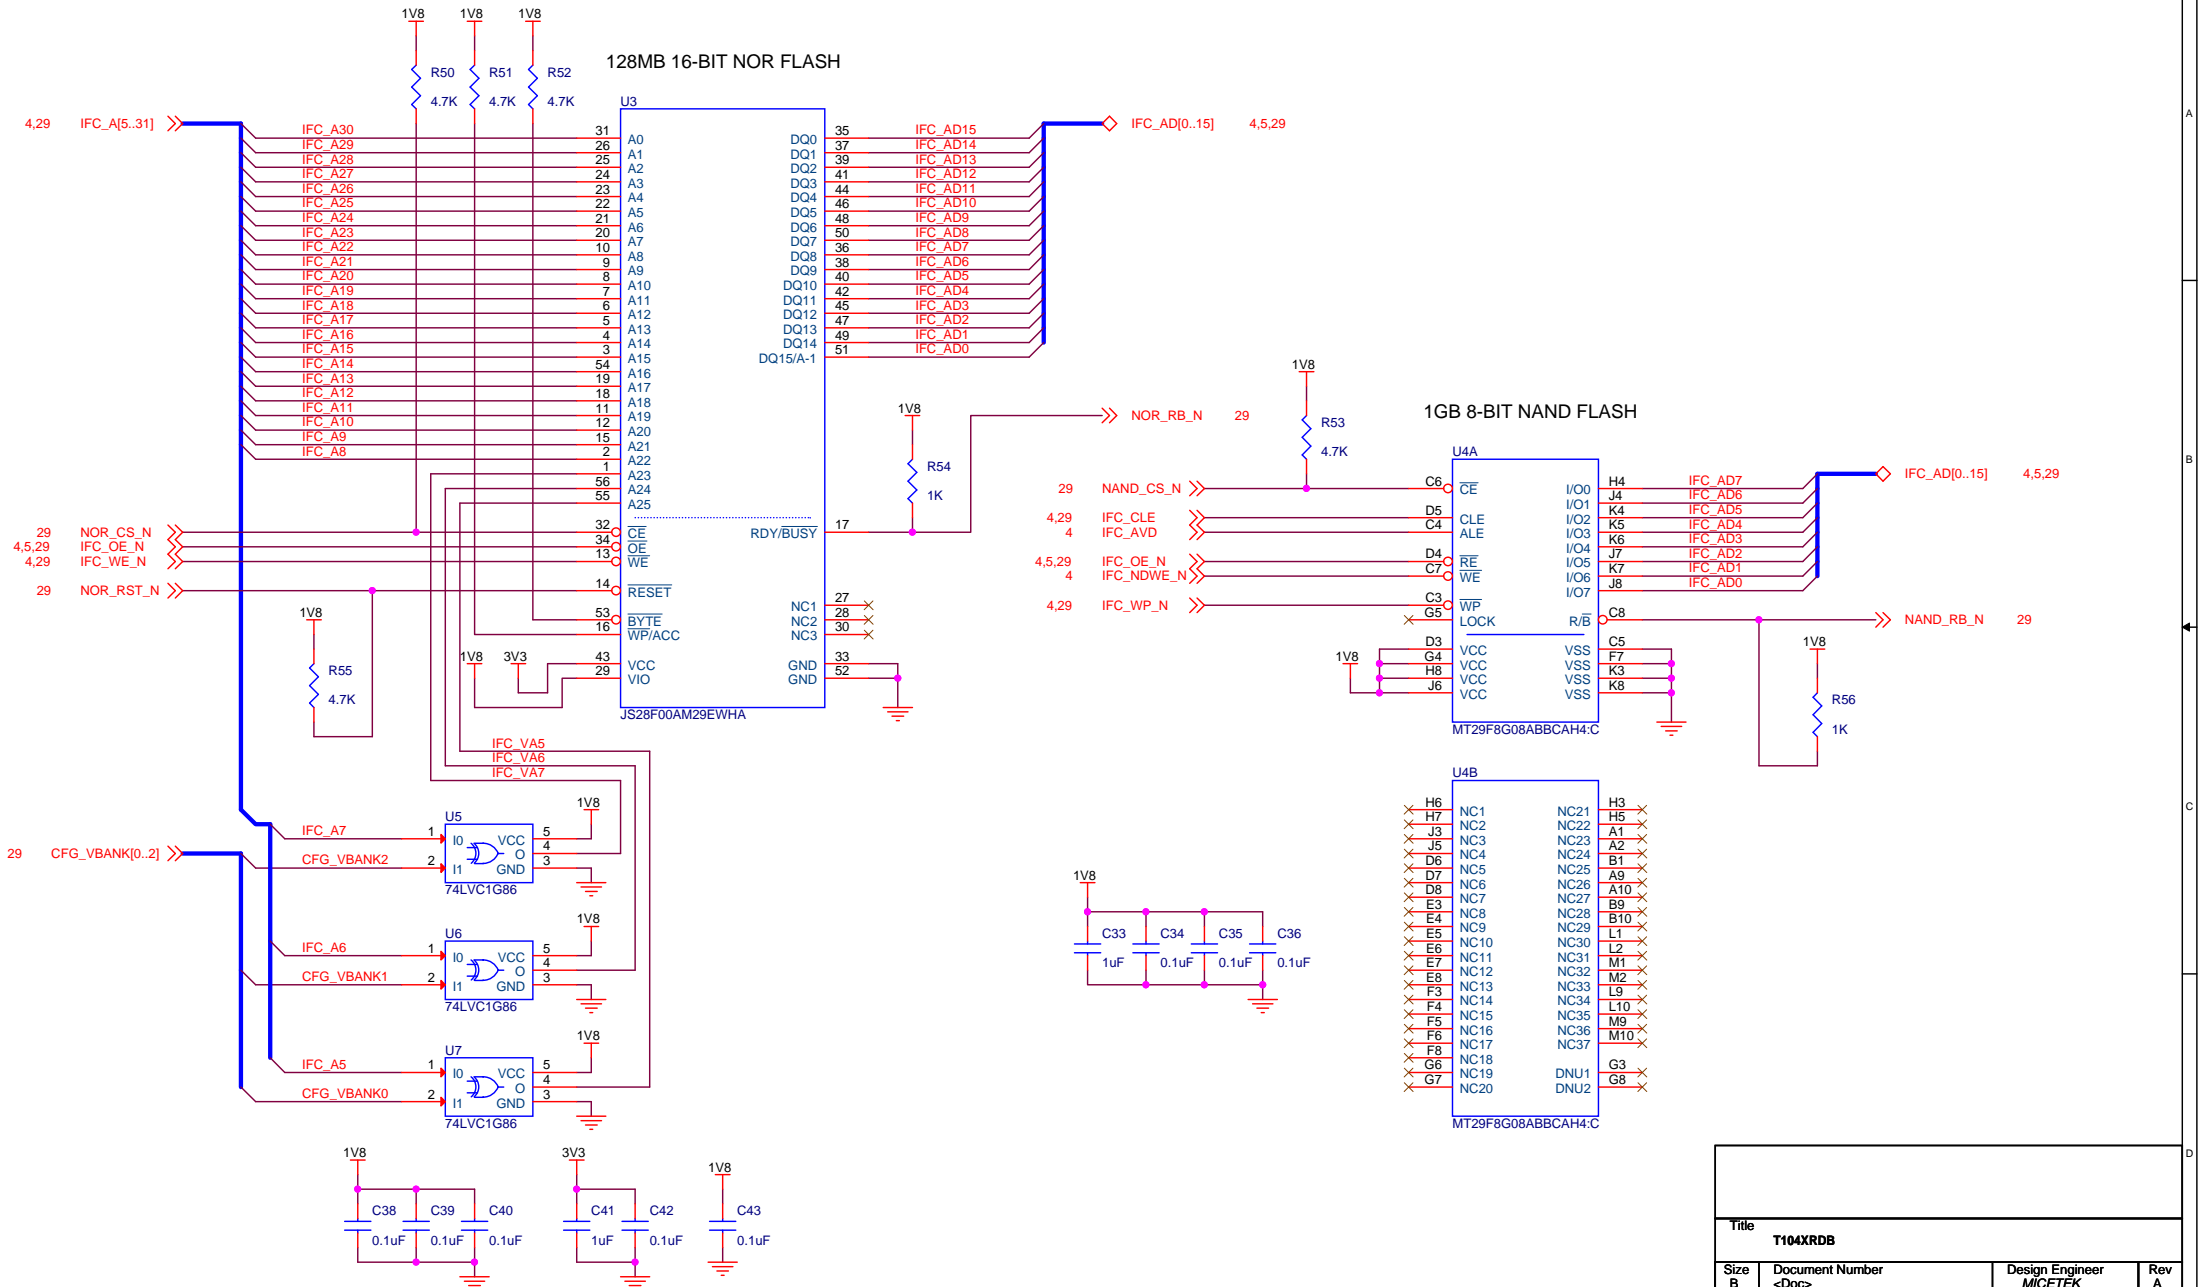 1V8 1V8 1V8
128MB 16-BIT NOR FLASH
R50 R51 R52
4.7K 4.7K 4.7K
U3
4,29 IFC_A[5..31]
IFC_AD[0..15] 4,5,29
IFC_A30 31 A0 DQ0 35 IFC_AD15
IFC_A29 26 A1 DQ1 37 IFC_AD14
IFC_A28 25 A2 DQ2 39 IFC_AD13
IFC_A27 24 A3 DQ3 41 IFC_AD12
IFC_A26 23 A4 DQ4 44 IFC_AD11
IFC_A25 22 A5 DQ5 46 IFC_AD10
IFC_A24 21 A6 DQ6 48 IFC_AD9
IFC_A23 20 A7 DQ7 50 IFC_AD8
IFC_A22 10 A8 DQ8 36 IFC_AD7
IFC_A21 9 A9 DQ9 38 IFC_AD6
IFC_A20 8 A10 DQ10 40 IFC_AD5
IFC_A19 7 A11 DQ11 42 IFC_AD4
IFC_A18 6 A12 DQ12 45 IFC_AD3
IFC_A17 5 A13 DQ13 47 IFC_AD2
IFC_A16 4 A14 DQ14 49 IFC_AD1
IFC_A15 3 A15 DQ15/A-1 51 IFC_AD0
IFC_A14 54 A16
IFC_A13 19 A17
IFC_A12 18 A18
IFC_A11 11 A19
IFC_A10 12 A20
IFC_A9 15 A21
IFC_A8 2 A22
1 A23
56 A24
55 A25
1V8
R54
1K
NOR_RB_N 29
29 NOR_CS_N 32 CE RDY/BUSY 17
4,5,29 IFC_OE_N 34 OE
4,29 IFC_WE_N 13 WE
29 NOR_RST_N 14 RESET
1V8
R55
4.7K
53 BYTE
16 WP/ACC
NC1 27
NC2 28
NC3 30
1V8 3V3
43 VCC GND 33
29 VIO GND 52
JS28F00AM29EWHA
IFC_VA5
IFC_VA6
IFC_VA7
1V8
R53
4.7K
1GB 8-BIT NAND FLASH
U4A
29 NAND_CS_N C6 CE
4,29 IFC_CLE D5 CLE
4 IFC_AVD C4 ALE
4,5,29 IFC_OE_N D4 RE
4 IFC_NDWE_N C7 WE
4,29 IFC_WP_N C3 WP
G5 LOCK
I/O0 H4 IFC_AD7
I/O1 J4 IFC_AD6
I/O2 K4 IFC_AD5
I/O3 K5 IFC_AD4
I/O4 K6 IFC_AD3
I/O5 J7 IFC_AD2
I/O6 K7 IFC_AD1
I/O7 J8 IFC_AD0
IFC_AD[0..15] 4,5,29
R/B C8 NAND_RB_N 29
1V8
D3 VCC VSS C5
G4 VCC VSS F7
H8 VCC VSS K3
J6 VCC VSS K8
1V8
R56
1K
MT29F8G08ABBCAH4:C
U5
1V8
IFC_A7 1 I0 VCC 5
O 4
CFG_VBANK2 2 I1 GND 3
74LVC1G86
29 CFG_VBANK[0..2]
U6
1V8
IFC_A6 1 I0 VCC 5
O 4
CFG_VBANK1 2 I1 GND 3
74LVC1G86
U7
1V8
IFC_A5 1 I0 VCC 5
O 4
CFG_VBANK0 2 I1 GND 3
74LVC1G86
1V8
C33 C34 C35 C36
1uF 0.1uF 0.1uF 0.1uF
U4B
H6 NC1 NC21 H3
H7 NC2 NC22 H5
J3 NC3 NC23 A1
J5 NC4 NC24 A2
D6 NC5 NC25 B1
D7 NC6 NC26 A9
D8 NC7 NC27 A10
E3 NC8 NC28 B9
E4 NC9 NC29 B10
E5 NC10 NC30 L1
E6 NC11 NC31 L2
E7 NC12 NC32 M1
E8 NC13 NC33 M2
F3 NC14 NC34 L9
F4 NC15 NC35 L10
F5 NC16 NC36 M9
F6 NC17 NC37 M10
F8 NC18
G6 NC19 DNU1 G3
G7 NC20 DNU2 G8
MT29F8G08ABBCAH4:C
1V8 3V3 1V8
C38 C39 C40 C41 C42 C43
0.1uF 0.1uF 0.1uF 1uF 0.1uF 0.1uF
A
B
C
D
Title
T104XRDB
Size Document Number Design Engineer Rev
B <Doc> MICETEK A